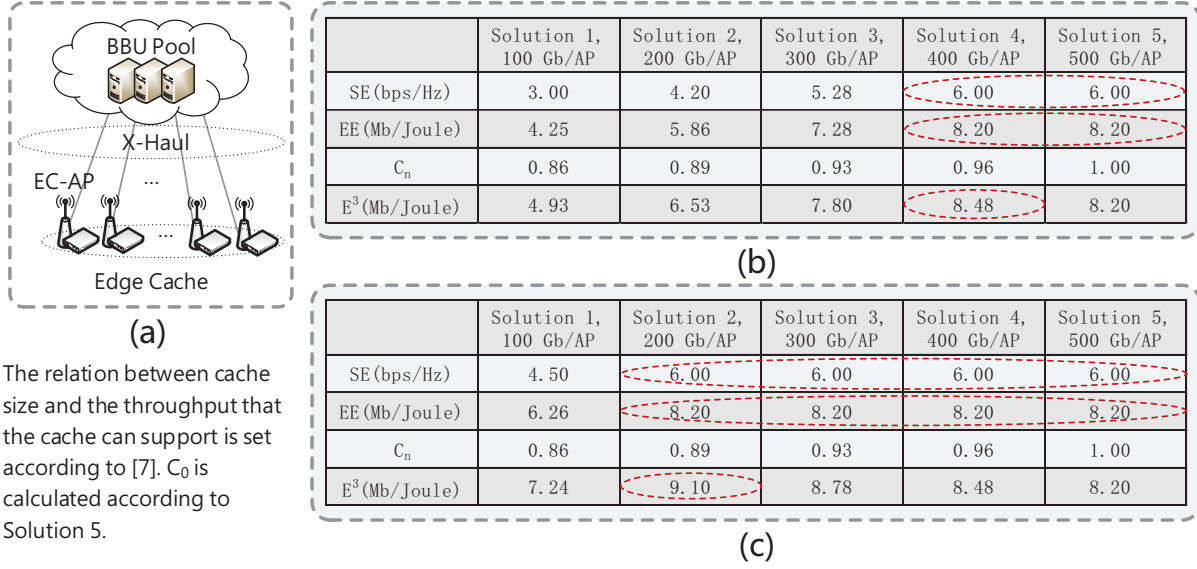 BBU Pool
X-Haul
EC-AP
...
...
Edge Cache
(a)
The relation between cache
size and the throughput that
the cache can support is set
according to [7]. C₀ is
calculated according to
Solution 5.
Solution 1, Solution 2, Solution 3, Solution 4, Solution 5,
100 Gb/AP 200 Gb/AP 300 Gb/AP 400 Gb/AP 500 Gb/AP
SE(bps/Hz) 3.00 4.20 5.28 6.00 6.00
EE(Mb/Joule) 4.25 5.86 7.28 8.20 8.20
Cₙ 0.86 0.89 0.93 0.96 1.00
E³(Mb/Joule) 4.93 6.53 7.80 8.48 8.20
(b)
Solution 1, Solution 2, Solution 3, Solution 4, Solution 5,
100 Gb/AP 200 Gb/AP 300 Gb/AP 400 Gb/AP 500 Gb/AP
SE(bps/Hz) 4.50 6.00 6.00 6.00 6.00
EE(Mb/Joule) 6.26 8.20 8.20 8.20 8.20
Cₙ 0.86 0.89 0.93 0.96 1.00
E³(Mb/Joule) 7.24 9.10 8.78 8.48 8.20
(c)